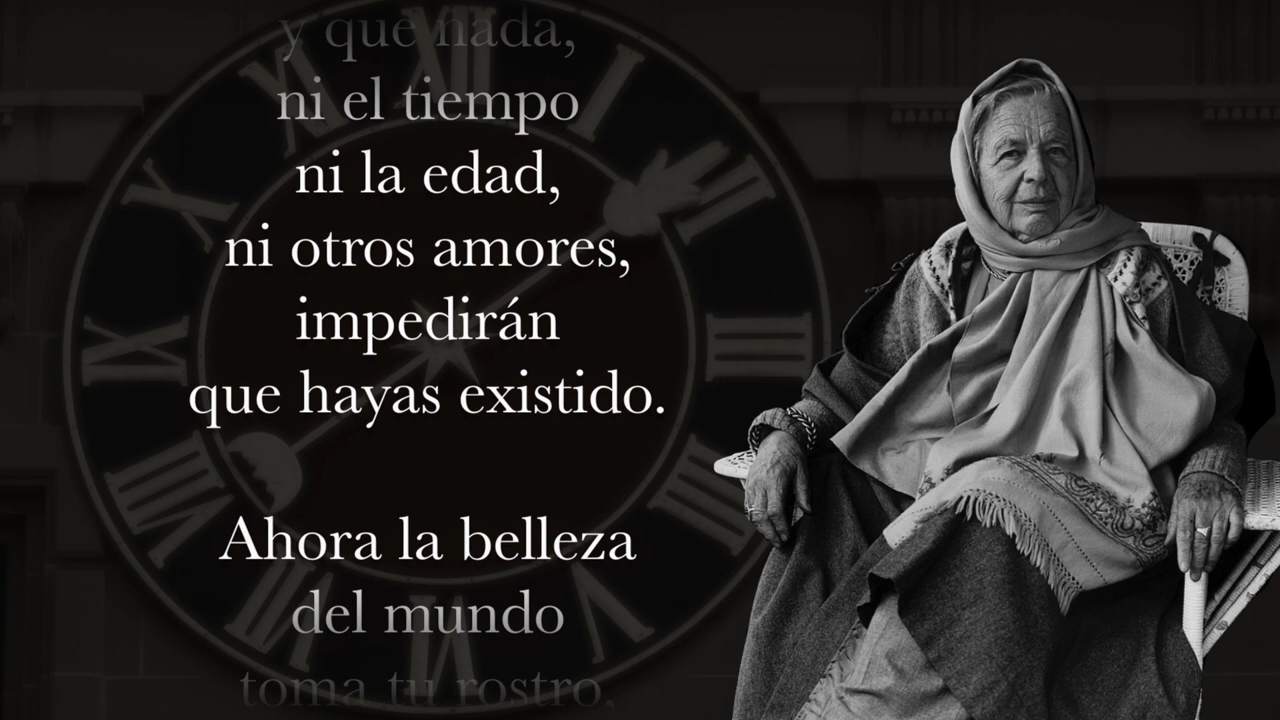 y que nada,
ni el tiempo
ni la edad,
ni otros amores,
impedirán
que hayas existido.
Ahora la belleza
del mundo
toma tu rostro,